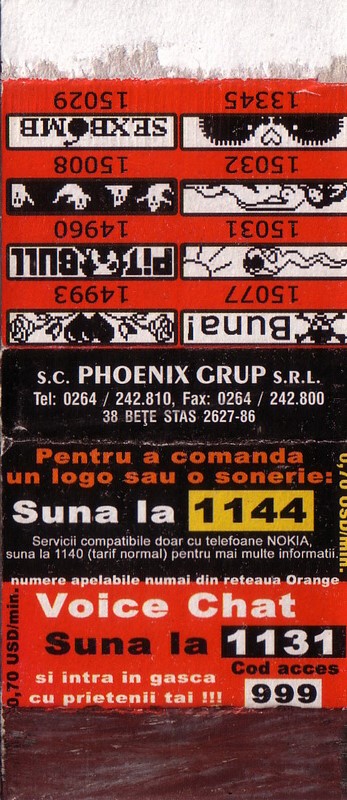 15029 13345
SEXBOMB
15008 15032
14960 15031
PITBULL
14993 15077
Buna!
S.C. PHOENIX GRUP S.R.L.
Tel: 0264 / 242.810, Fax: 0264 / 242.800
38 BEŢE STAS 2627-86
Pentru a comanda
un logo sau o sonerie:
Suna la 1144
0,70 USD/min.
Servicii compatibile doar cu telefoane NOKIA,
suna la 1140 (tarif normal) pentru mai multe informatii.
numere apelabile numai din reteaua Orange
Voice Chat
Suna la 1131
Cod acces
999
si intra in gasca
cu prietenii tai !!!
0,70 USD/min.